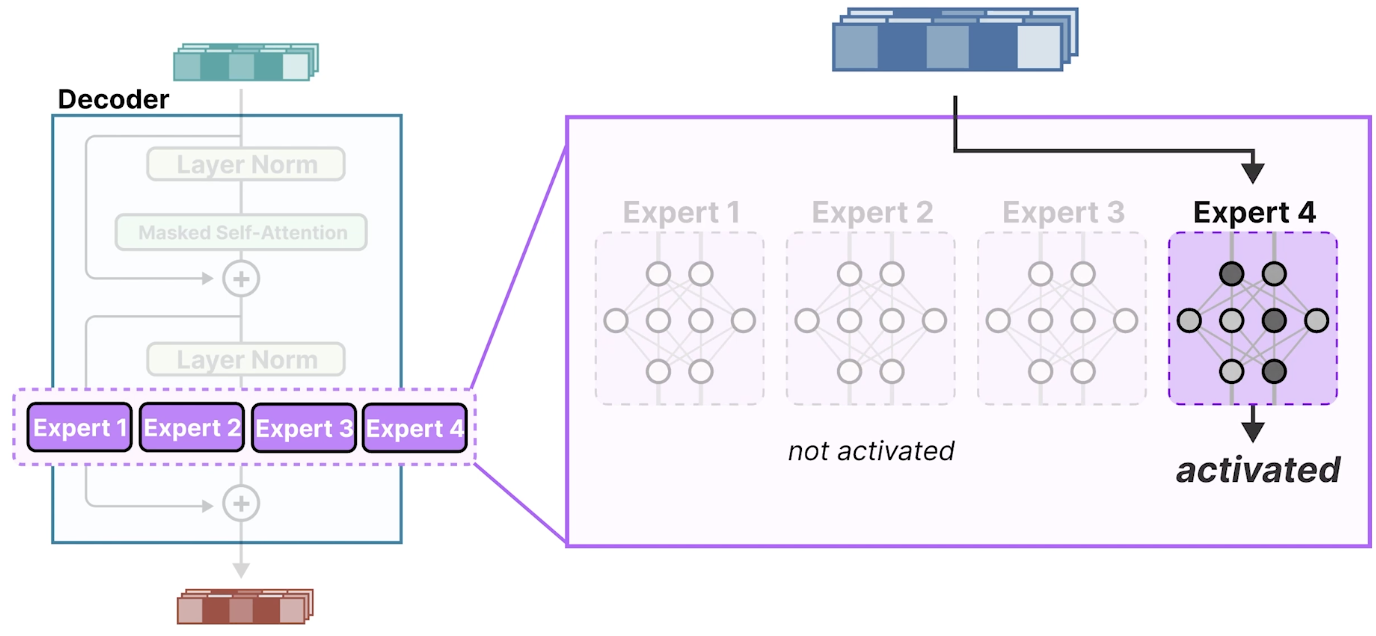 Decoder
Layer Norm
Masked Self-Attention
Layer Norm
Expert 1 Expert 2 Expert 3 Expert 4
Expert 1 Expert 2 Expert 3 Expert 4
not activated
activated